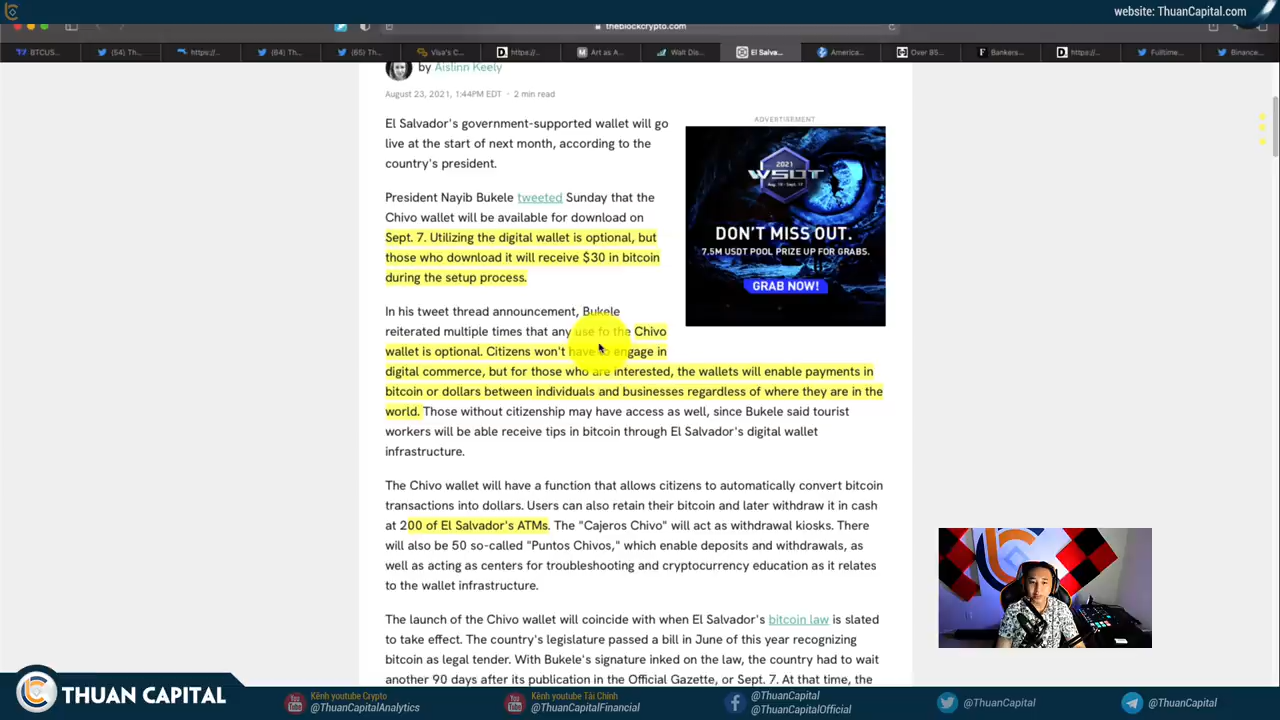 website: ThuanCapital.com
theblockcrypto.com
BTCUS...
(54) Th...
https://...
(64) Th...
(65) Th...
Visa's C...
https://...
Art as A...
Walt Dis...
El Salva...
America...
Over $5...
Bankers...
https://...
Fulltime...
Binance...
by Aislinn Keely
August 23, 2021, 1:44PM EDT · 2 min read
El Salvador's government-supported wallet will go
live at the start of next month, according to the
country's president.
President Nayib Bukele tweeted Sunday that the
Chivo wallet will be available for download on
Sept. 7. Utilizing the digital wallet is optional, but
those who download it will receive $30 in bitcoin
during the setup process.
ADVERTISEMENT
2021
WSOT
Aug. 19 - Sept. 17
DON'T MISS OUT.
7.5M USDT POOL PRIZE UP FOR GRABS.
GRAB NOW!
In his tweet thread announcement, Bukele
reiterated multiple times that any use fo the Chivo
wallet is optional. Citizens won't have to engage in
digital commerce, but for those who are interested, the wallets will enable payments in
bitcoin or dollars between individuals and businesses regardless of where they are in the
world. Those without citizenship may have access as well, since Bukele said tourist
workers will be able receive tips in bitcoin through El Salvador's digital wallet
infrastructure.
The Chivo wallet will have a function that allows citizens to automatically convert bitcoin
transactions into dollars. Users can also retain their bitcoin and later withdraw it in cash
at 200 of El Salvador's ATMs. The "Cajeros Chivo" will act as withdrawal kiosks. There
will also be 50 so-called "Puntos Chivos," which enable deposits and withdrawals, as
well as acting as centers for troubleshooting and cryptocurrency education as it relates
to the wallet infrastructure.
The launch of the Chivo wallet will coincide with when El Salvador's bitcoin law is slated
to take effect. The country's legislature passed a bill in June of this year recognizing
bitcoin as legal tender. With Bukele's signature inked on the law, the country had to wait
another 90 days after its publication in the Official Gazette, or Sept. 7. At that time, the
THUAN CAPITAL
Kênh youtube Crypto
@ThuanCapitalAnalytics
Kênh youtube Tài Chính
@ThuanCapitalFinancial
@ThuanCapital
@ThuanCapitalOfficial
@ThuanCapital
@ThuanCapital